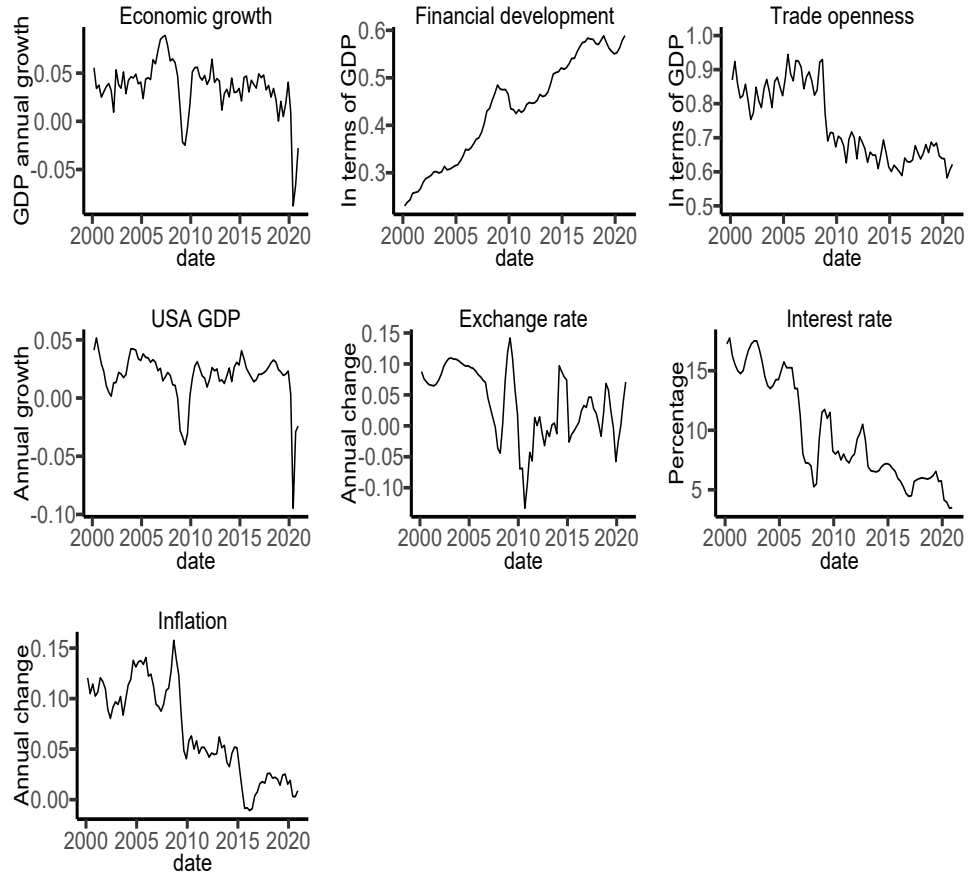 Economic growth
GDP annual growth
0.05
0.00
-0.05
2000 2005 2010 2015 2020
date
Financial development
In terms of GDP
0.6
0.5
0.4
0.3
2000 2005 2010 2015 2020
date
Trade openness
In terms of GDP
1.0
0.9
0.8
0.7
0.6
0.5
2000 2005 2010 2015 2020
date
USA GDP
Annual growth
0.05
0.00
-0.05
-0.10
2000 2005 2010 2015 2020
date
Exchange rate
Annual change
0.15
0.10
0.05
0.00
-0.05
-0.10
2000 2005 2010 2015 2020
date
Interest rate
Percentage
15
10
5
2000 2005 2010 2015 2020
date
Inflation
Annual change
0.15
0.10
0.05
0.00
2000 2005 2010 2015 2020
date